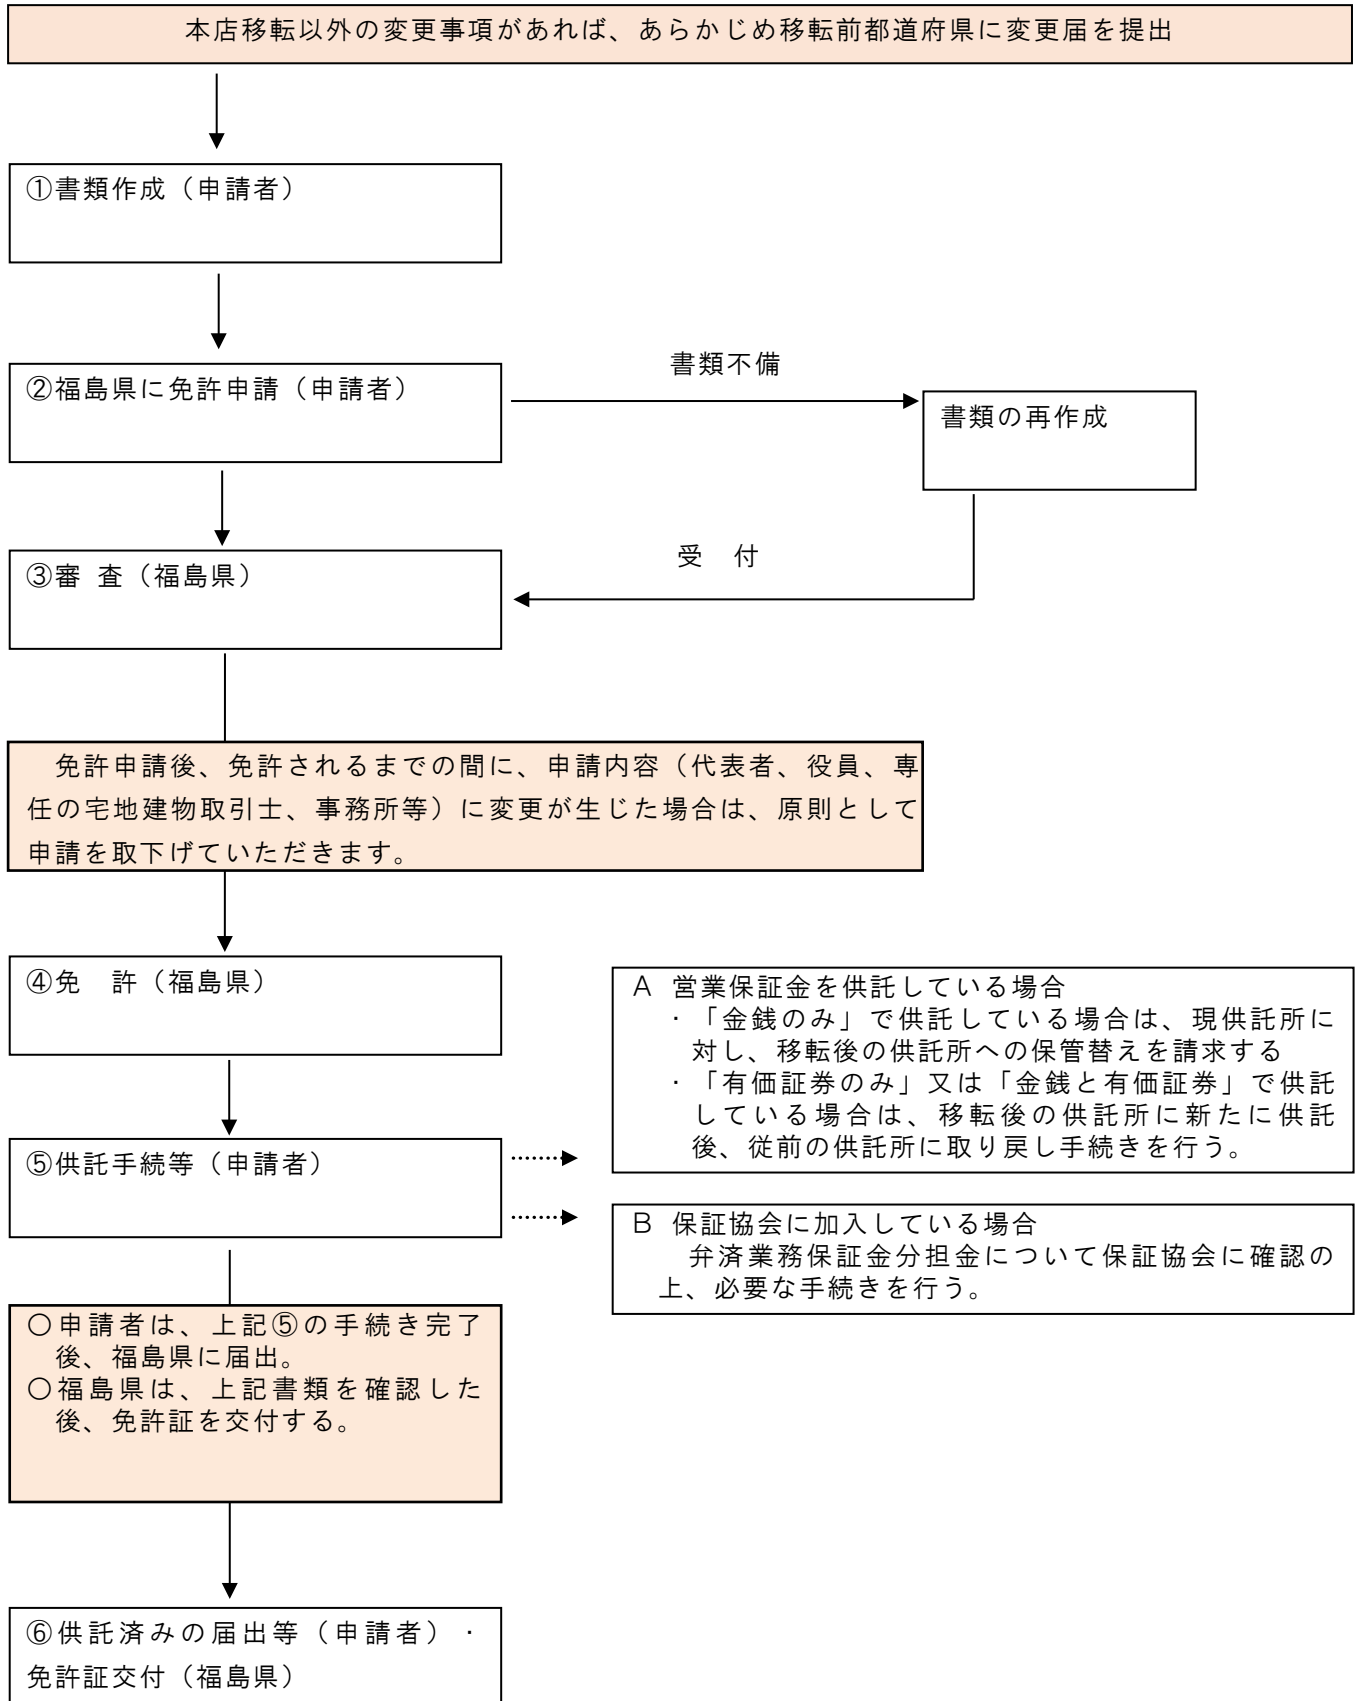 本店移転以外の変更事項があれば、あらかじめ移転前都道府県に変更届を提出
①書類作成（申請者）
②福島県に免許申請（申請者）
書類不備
書類の再作成
③審 査（福島県）
受　付
免許申請後、免許されるまでの間に、申請内容（代表者、役員、専
任の宅地建物取引士、事務所等）に変更が生じた場合は、原則として
申請を取下げていただきます。
④免　許（福島県）
A 営業保証金を供託している場合
・「金銭のみ」で供託している場合は、現供託所に
対し、移転後の供託所への保管替えを請求する
・「有価証券のみ」又は「金銭と有価証券」で供託
している場合は、移転後の供託所に新たに供託
後、従前の供託所に取り戻し手続きを行う。
⑤供託手続等（申請者）
B 保証協会に加入している場合
弁済業務保証金分担金について保証協会に確認の
上、必要な手続きを行う。
〇申請者は、上記⑤の手続き完了
後、福島県に届出。
〇福島県は、上記書類を確認した
後、免許証を交付する。
⑥供託済みの届出等（申請者）・
免許証交付（福島県）